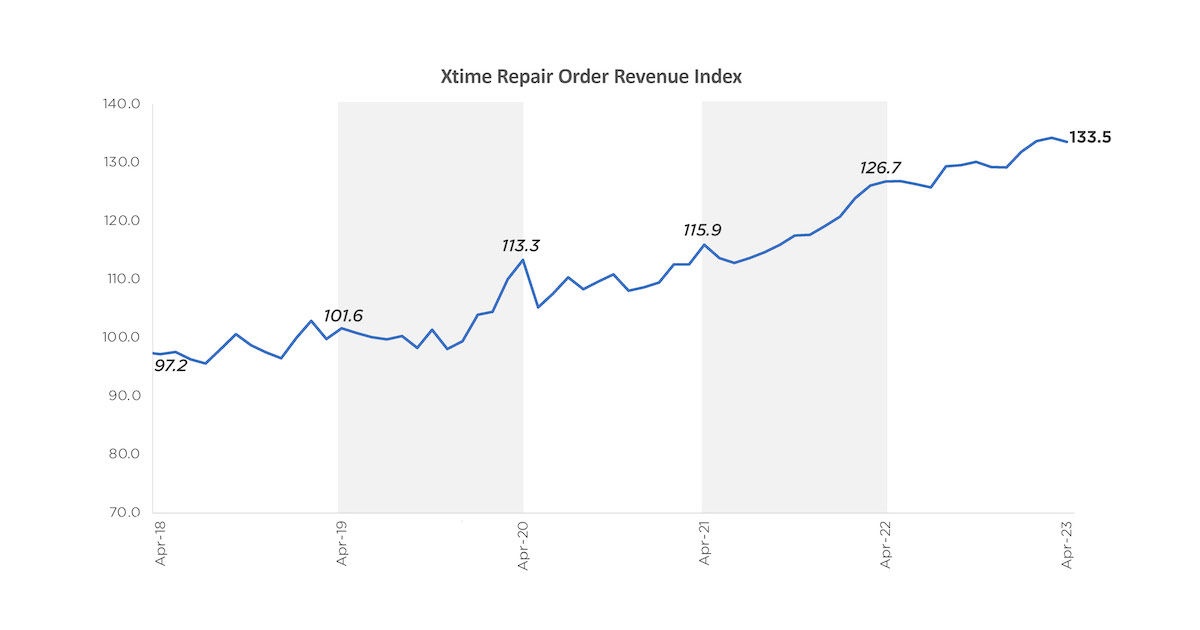 Xtime Repair Order Revenue Index
140.0
130.0
120.0
110.0
100.0
90.0
80.0
70.0
97.2
101.6
113.3
115.9
126.7
133.5
Apr-18
Apr-19
Apr-20
Apr-21
Apr-22
Apr-23